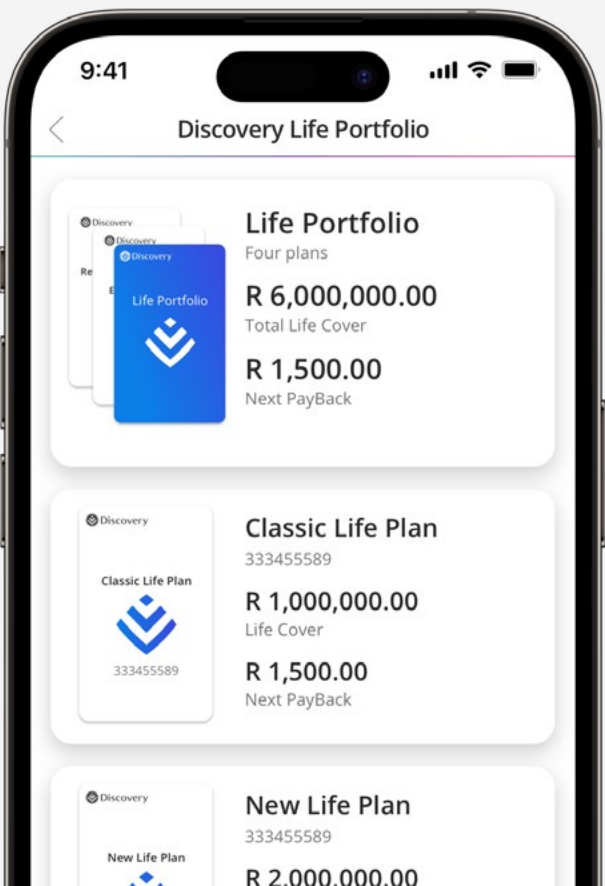 9:41
Discovery Life Portfolio
Discovery
Discovery
Discovery
Re
E
Life Portfolio
Life Portfolio
Four plans
R 6,000,000.00
Total Life Cover
R 1,500.00
Next PayBack
Discovery
Classic Life Plan
333455589
Classic Life Plan
333455589
R 1,000,000.00
Life Cover
R 1,500.00
Next PayBack
Discovery
New Life Plan
New Life Plan
333455589
R 2,000,000.00